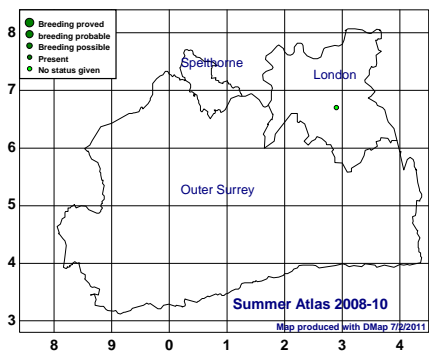 Breeding proved
breeding probable
Breeding possible
Present
No status given
8
7
6
5
4
3
Spelthorne
London
Outer Surrey
Summer Atlas 2008-10
Map produced with DMap 7/2/2011
8 9 0 1 2 3 4